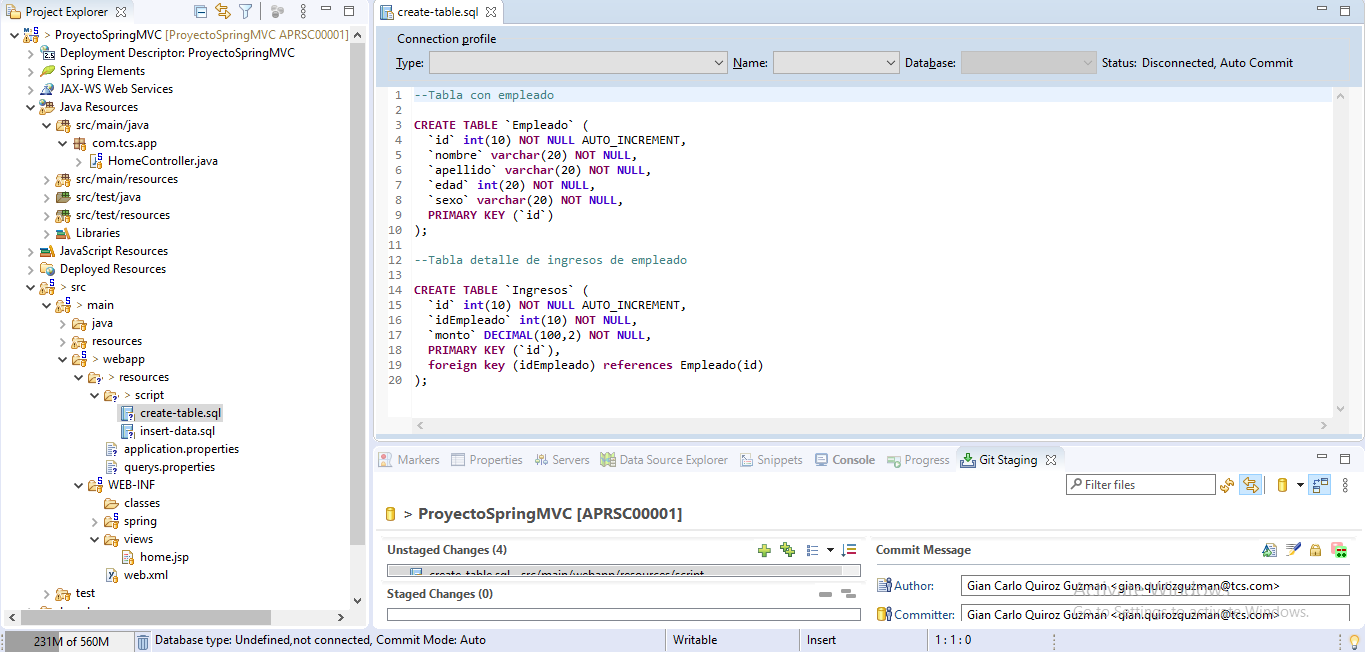 Project Explorer
create-table.sql
> ProyectoSpringMVC [ProyectoSpringMVC APRSC00001]
Deployment Descriptor: ProyectoSpringMVC
Spring Elements
JAX-WS Web Services
Java Resources
src/main/java
com.tcs.app
HomeController.java
src/main/resources
src/test/java
src/test/resources
Libraries
JavaScript Resources
Deployed Resources
> src
> main
java
resources
> webapp
> resources
> script
create-table.sql
insert-data.sql
application.properties
querys.properties
WEB-INF
classes
spring
views
home.jsp
web.xml
test
Connection profile
Type: Name: Database: Status: Disconnected, Auto Commit
1 --Tabla con empleado
2
3 CREATE TABLE `Empleado` (
4 `id` int(10) NOT NULL AUTO_INCREMENT,
5 `nombre` varchar(20) NOT NULL,
6 `apellido` varchar(20) NOT NULL,
7 `edad` int(20) NOT NULL,
8 `sexo` varchar(20) NOT NULL,
9 PRIMARY KEY (`id`)
10 );
11
12 --Tabla detalle de ingresos de empleado
13
14 CREATE TABLE `Ingresos` (
15 `id` int(10) NOT NULL AUTO_INCREMENT,
16 `idEmpleado` int(10) NOT NULL,
17 `monto` DECIMAL(100,2) NOT NULL,
18 PRIMARY KEY (`id`),
19 foreign key (idEmpleado) references Empleado(id)
20 );
Markers Properties Servers Data Source Explorer Snippets Console Progress Git Staging
Filter files
> ProyectoSpringMVC [APRSC00001]
Unstaged Changes (4)
create-table.sql - src/main/webapp/resources/script
Staged Changes (0)
Commit Message
Author: Gian Carlo Quiroz Guzman <gian.quirozguzman@tcs.com>
Committer: Gian Carlo Quiroz Guzman <gian.quirozguzman@tcs.com>
Activate Windows
Go to Settings to activate Windows.
231M of 560M Database type: Undefined,not connected, Commit Mode: Auto Writable Insert 1 : 1 : 0